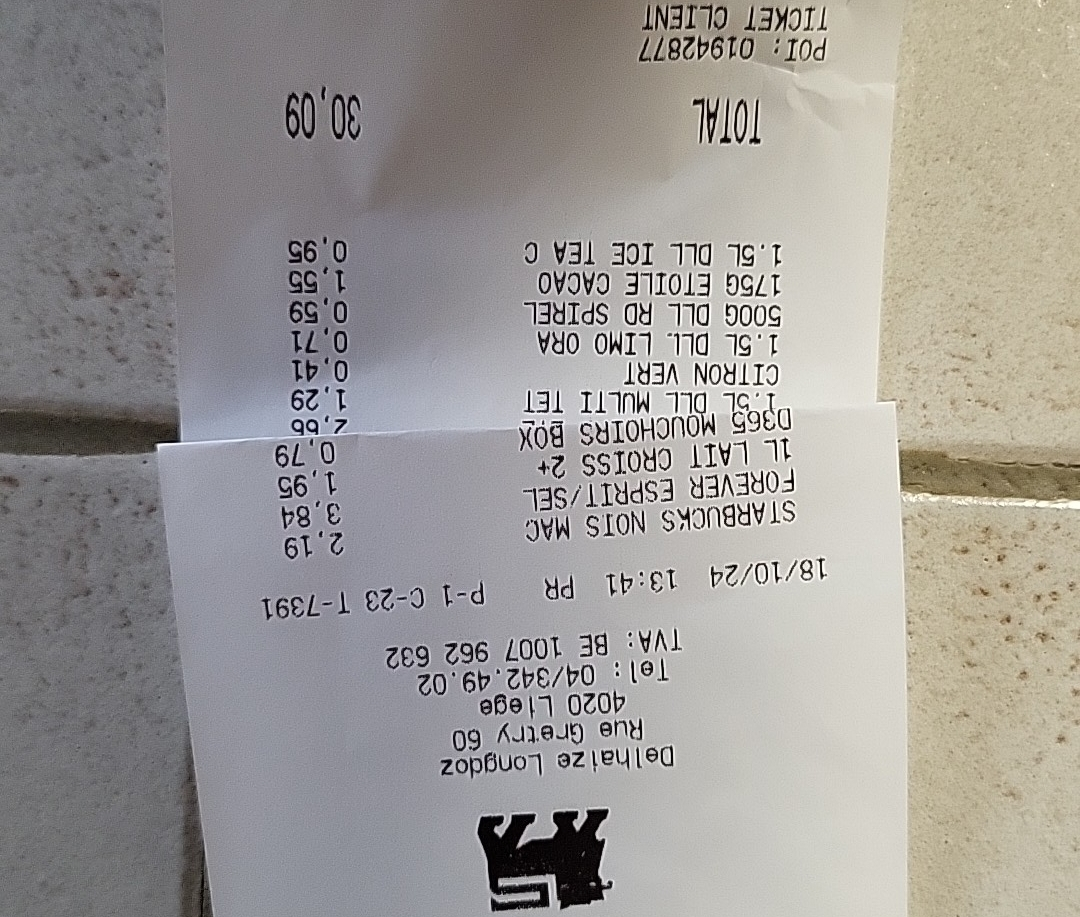 Delhaize Longdoz
Rue Gretry 60
4020 Liege
Tel: 04/342.49.02
TVA: BE 1007 962 632
18/10/24 13:41 PR P-1 C-23 T-7391
STARBUCKS NOIS MAC 2,19
FOREVER ESPRIT/SEL 3,84
1L LAIT CROISS 2+ 1,95
D365 MOUCHOIRS BOX 0,79
1.5L DLL MULTI TET 1,29
CITRON VERT 0,41
1.5L DLL LIMO ORA 0,71
500G DLL RD SPIREL 0,59
175G ETOILE CACAO 1,55
1.5L DLL ICE TEA C 0,95
TOTAL 30,09
POI: 01942877
TICKET CLIENT